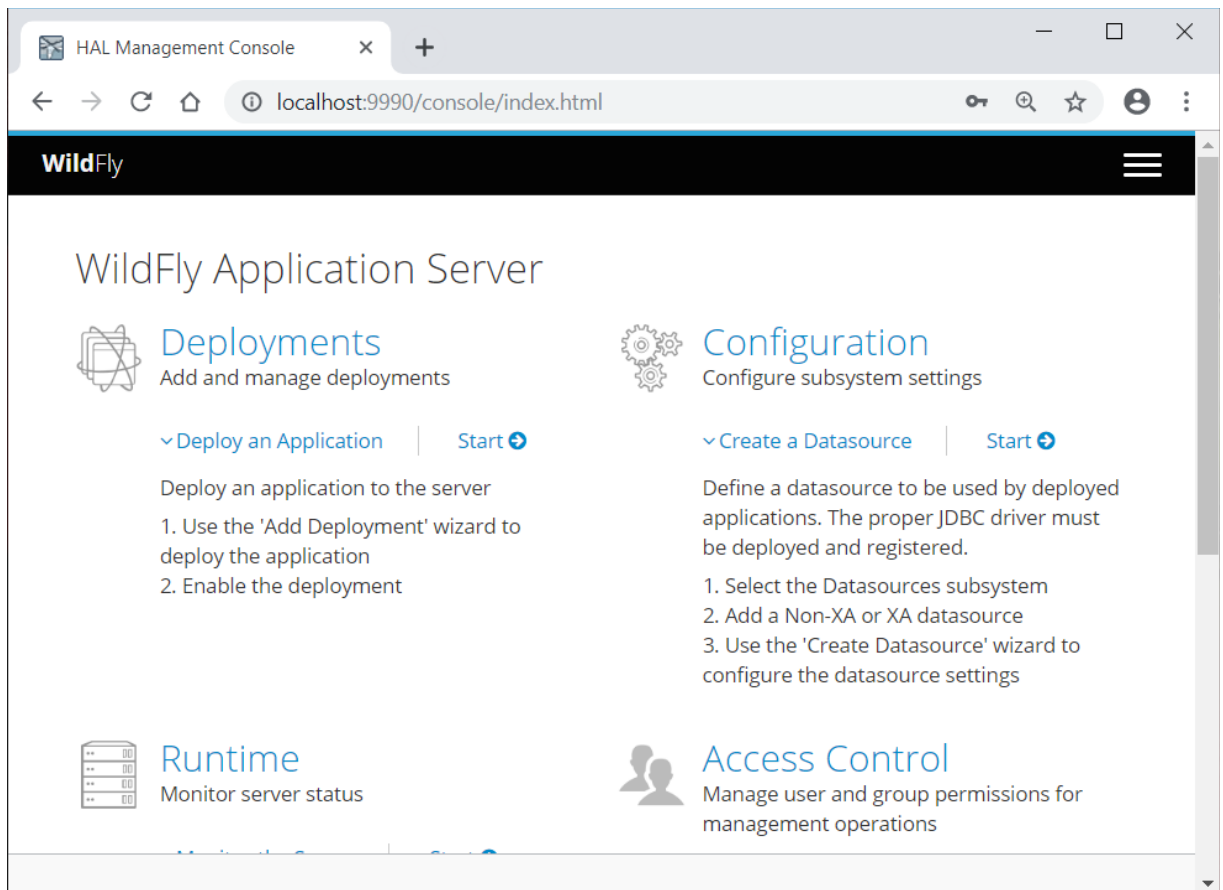 HAL Management Console
localhost:9990/console/index.html
WildFly
WildFly Application Server
Deployments
Add and manage deployments
Deploy an Application
Start
Deploy an application to the server
1. Use the 'Add Deployment' wizard to
deploy the application
2. Enable the deployment
Configuration
Configure subsystem settings
Create a Datasource
Start
Define a datasource to be used by deployed
applications. The proper JDBC driver must
be deployed and registered.
1. Select the Datasources subsystem
2. Add a Non-XA or XA datasource
3. Use the 'Create Datasource' wizard to
configure the datasource settings
Runtime
Monitor server status
Access Control
Manage user and group permissions for
management operations